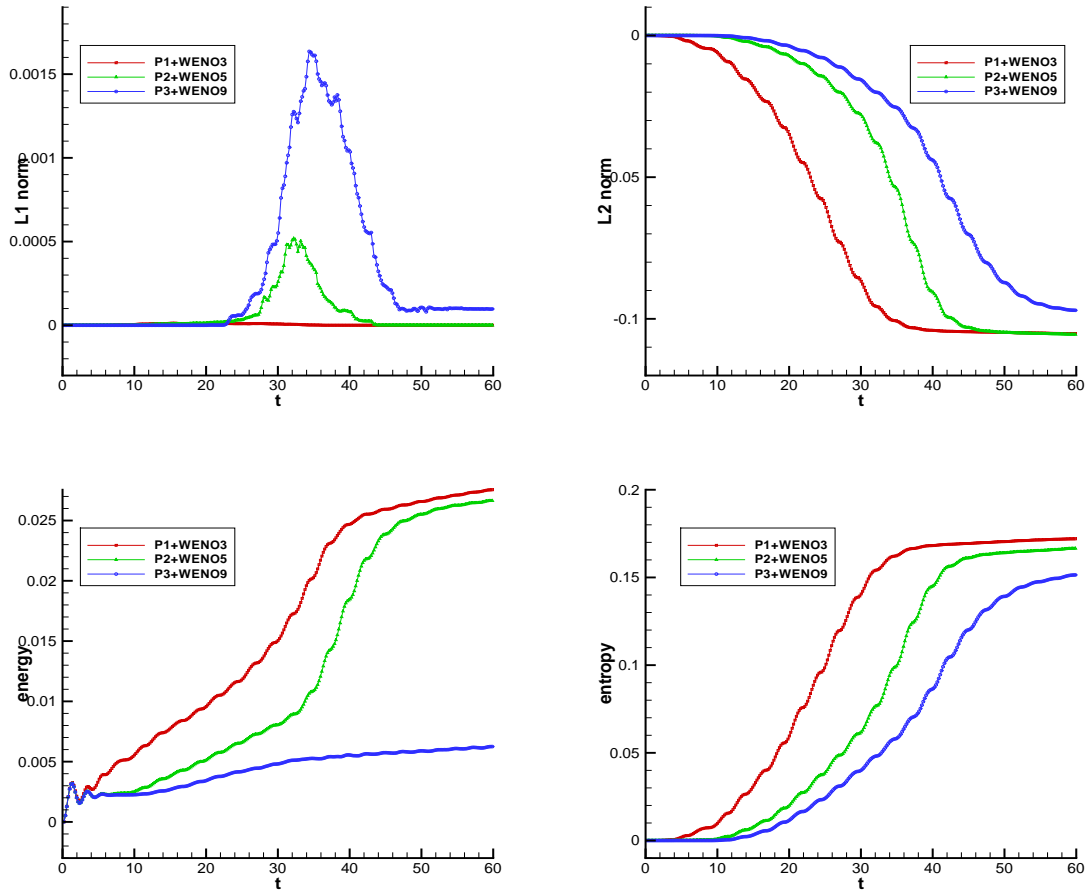 P1+WENO3
P2+WENO5
P3+WENO9
0.0015
0.001
0.0005
0
L1 norm
0 10 20 30 40 50 60
t
P1+WENO3
P2+WENO5
P3+WENO9
0
-0.05
-0.1
L2 norm
0 10 20 30 40 50 60
t
P1+WENO3
P2+WENO5
P3+WENO9
0.025
0.02
0.015
0.01
0.005
0
energy
0 10 20 30 40 50 60
t
P1+WENO3
P2+WENO5
P3+WENO9
0.2
0.15
0.1
0.05
0
entropy
0 10 20 30 40 50 60
t